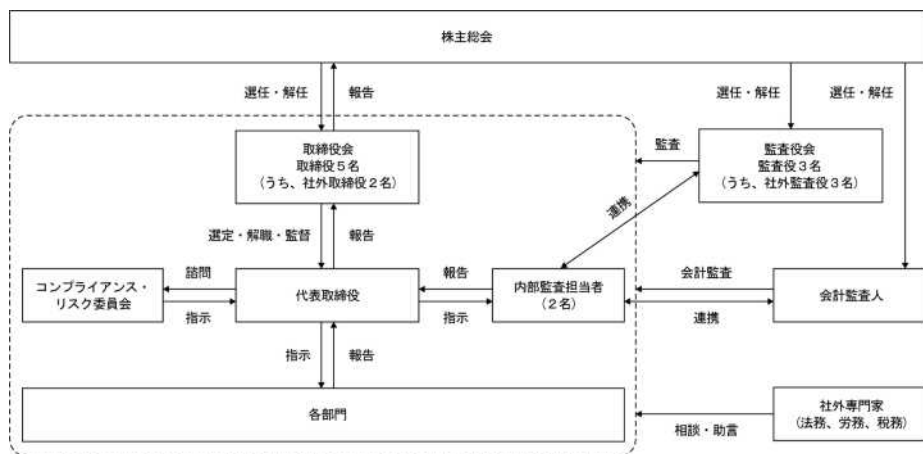 株主総会
選任・解任
報告
選任・解任
選任・解任
取締役会
取締役5名
(うち、社外取締役2名)
監査
監査役会
監査役3名
(うち、社外監査役3名)
連携
選定・解職・監督
報告
コンプライアンス・
リスク委員会
諮問
指示
代表取締役
報告
指示
内部監査担当者
(2名)
会計監査
連携
会計監査人
指示
報告
各部門
相談・助言
社外専門家
(法務、労務、税務)